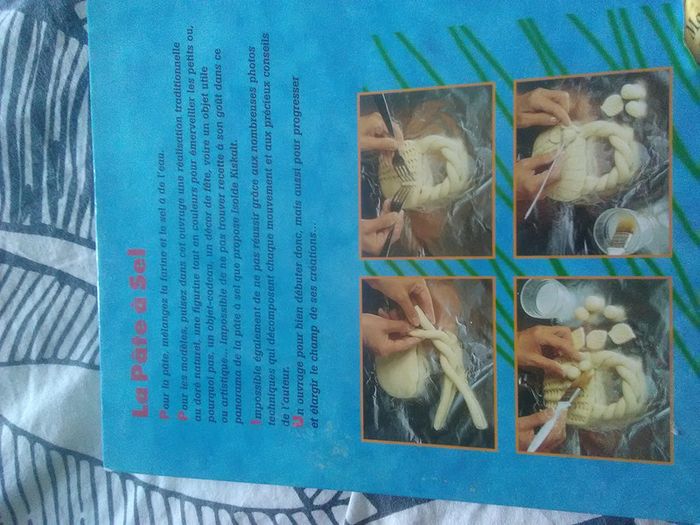 La Pâte à Sel
Pour la pâte, mélangez la farine et le sel à de l'eau.
Pour les modèles, puisez dans cet ouvrage une réalisation traditionnelle
au doré naturel, une figurine tout en couleurs pour émerveiller les petits ou,
pourquoi pas, un objet-cadeau, un décor de fête, voire un objet utile
ou artistique... Impossible de ne pas trouver recette à son goût dans ce
panorama de la pâte à sel que propose Isolde Kiskalt.
Impossible également de ne pas réussir grâce aux nombreuses photos
techniques qui décomposent chaque mouvement et aux précieux conseils
de l'auteur.
Un ouvrage pour bien débuter donc, mais aussi pour progresser
et élargir le champ de ses créations...